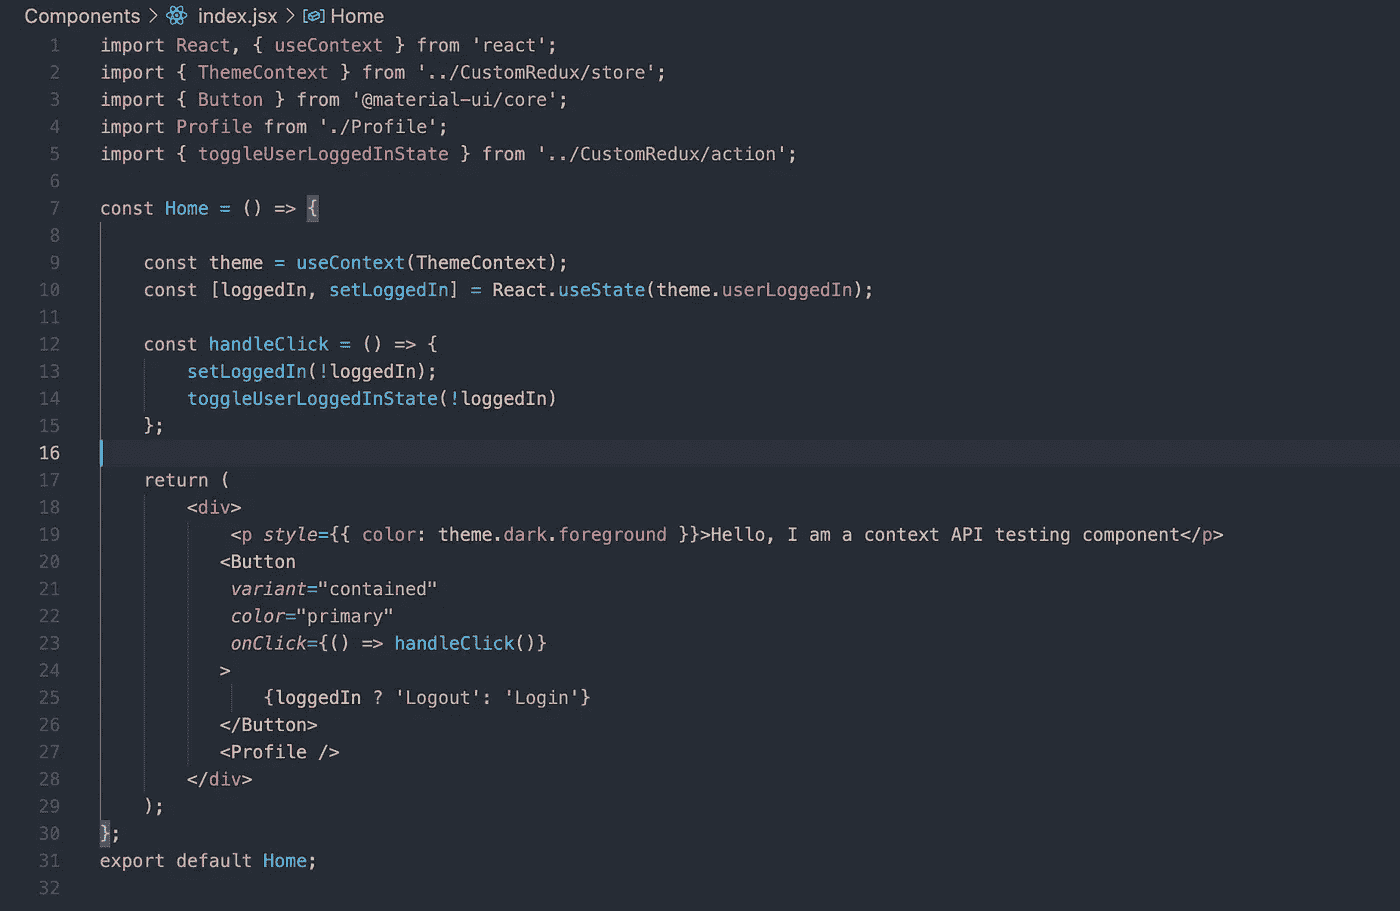 Components > index.jsx > Home
1 import React, { useContext } from 'react';
2 import { ThemeContext } from '../CustomRedux/store';
3 import { Button } from '@material-ui/core';
4 import Profile from './Profile';
5 import { toggleUserLoggedInState } from '../CustomRedux/action';
6
7 const Home = () => {
8
9     const theme = useContext(ThemeContext);
10     const [loggedIn, setLoggedIn] = React.useState(theme.userLoggedIn);
11
12     const handleClick = () => {
13         setLoggedIn(!loggedIn);
14         toggleUserLoggedInState(!loggedIn)
15     };
16
17     return (
18         <div>
19             <p style={{ color: theme.dark.foreground }}>Hello, I am a context API testing component</p>
20            <Button
21             variant="contained"
22             color="primary"
23             onClick={() => handleClick()}
24            >
25                {loggedIn ? 'Logout': 'Login'}
26            </Button>
27            <Profile />
28         </div>
29     );
30 };
31 export default Home;
32